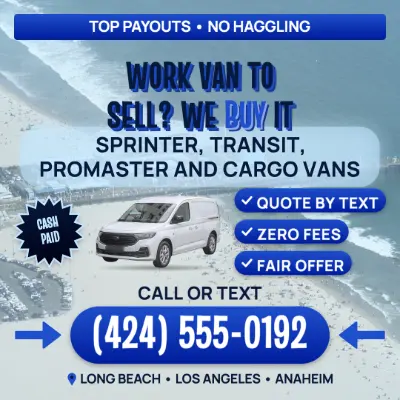 TOP PAYOUTS • NO HAGGLING
WORK VAN TO
SELL? WE BUY IT
SPRINTER, TRANSIT,
PROMASTER AND CARGO VANS
CASH
PAID
QUOTE BY TEXT
ZERO FEES
FAIR OFFER
CALL OR TEXT
(424) 555-0192
LONG BEACH • LOS ANGELES • ANAHEIM